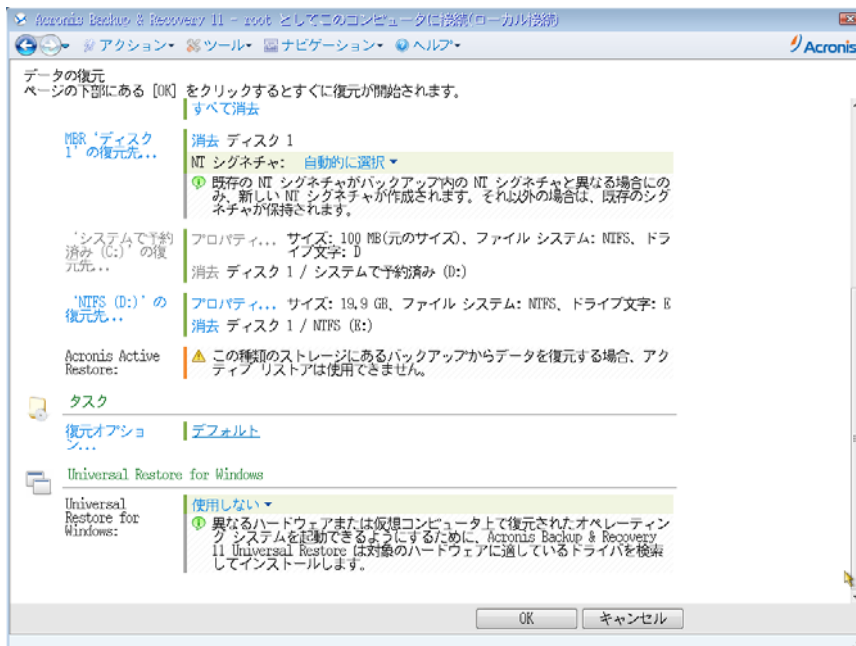 Acronis Backup & Recovery 11 - root としてこのコンピュータに接続(ローカル接続)
アクション ツール ナビゲーション ヘルプ
Acronis
データの復元
ページの下部にある [OK] をクリックするとすぐに復元が開始されます。
すべて消去
MBR 'ディスク
1' の復元先...
消去 ディスク 1
NT シグネチャ: 自動的に選択
既存の NT シグネチャがバックアップ内の NT シグネチャと異なる場合にの
み、新しい NT シグネチャが作成されます。それ以外の場合は、既存のシグ
ネチャが保持されます。
'システムで予約
済み (C:)' の復
元先...
プロパティ... サイズ: 100 MB(元のサイズ)、ファイル システム: NTFS、ドラ
イブ文字: D
消去 ディスク 1 / システムで予約済み (D:)
'NTFS (D:)' の
復元先...
プロパティ... サイズ: 19.9 GB、ファイル システム: NTFS、ドライブ文字: E
消去 ディスク 1 / NTFS (E:)
Acronis Active
Restore:
この種類のストレージにあるバックアップからデータを復元する場合、アク
ティブ リストアは使用できません。
タスク
復元オプショ
ン...
デフォルト
Universal Restore for Windows
Universal
Restore for
Windows:
使用しない
異なるハードウェアまたは仮想コンピュータ上で復元されたオペレーティン
グ システムを起動できるようにするために、Acronis Backup & Recovery
11 Universal Restore は対象のハードウェアに適しているドライバを検索
してインストールします。
OK キャンセル